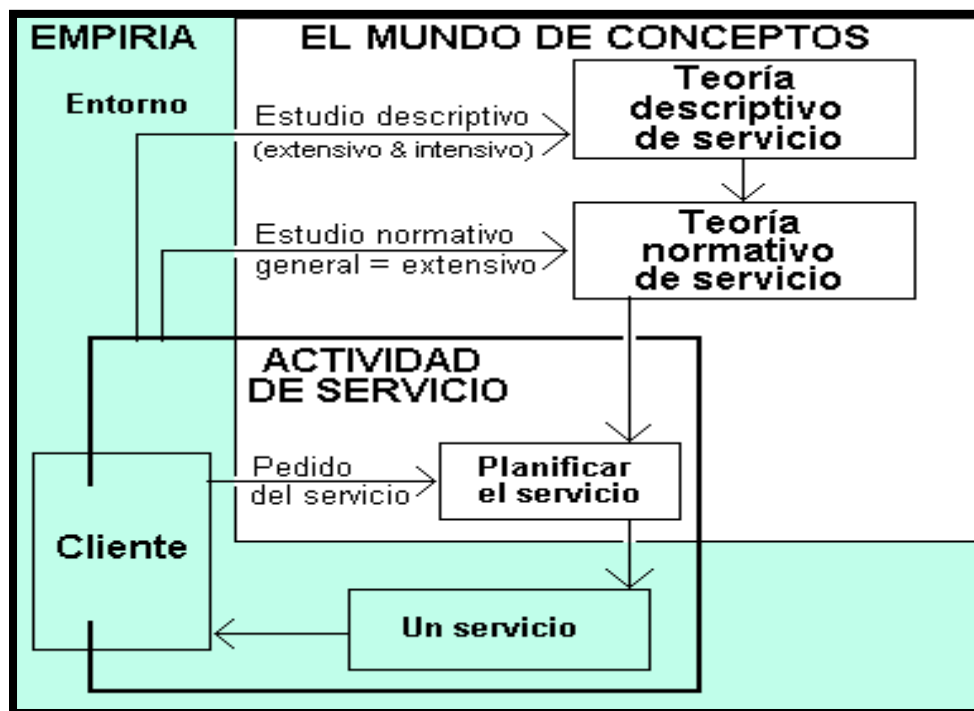 EMPIRIA
EL MUNDO DE CONCEPTOS
Entorno
Estudio descriptivo
(extensivo & intensivo)
Teoría
descriptivo
de servicio
Estudio normativo
general = extensivo
Teoría
normativo
de servicio
ACTIVIDAD
DE SERVICIO
Pedido
del servicio
Planificar
el servicio
Cliente
Un servicio